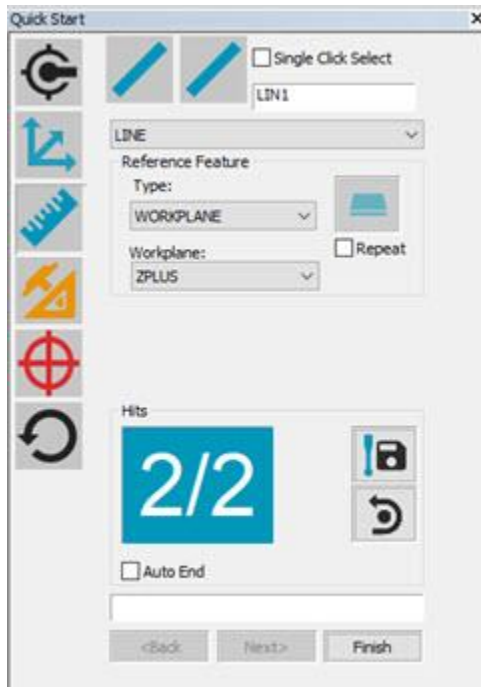 Quick Start
Single Click Select
LIN1
LINE
Reference Feature
Type:
WORKPLANE
Repeat
Workplane:
ZPLUS
Hits
2/2
Auto End
<Back Next> Finish